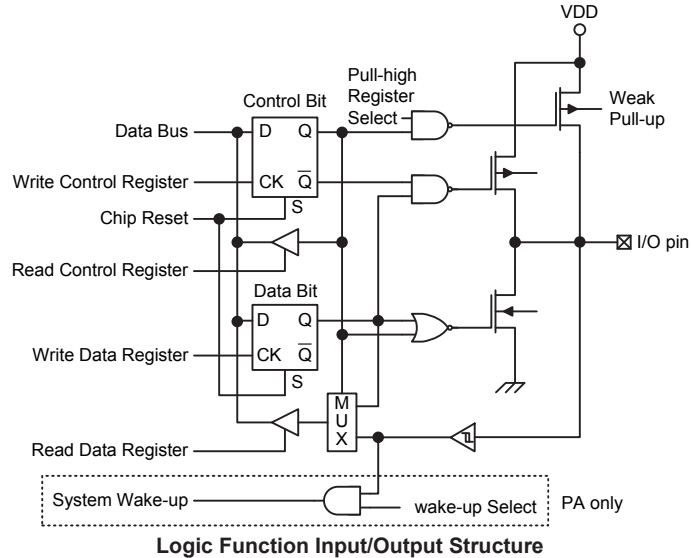 VDD
Pull-high
Register
Select
Control Bit
Weak
Pull-up
Data Bus
D Q
Write Control Register
CK Q̅
S
Chip Reset
I/O pin
Read Control Register
Data Bit
D Q
Write Data Register
CK Q̅
S
M
U
X
Read Data Register
System Wake-up
wake-up Select
PA only
Logic Function Input/Output Structure